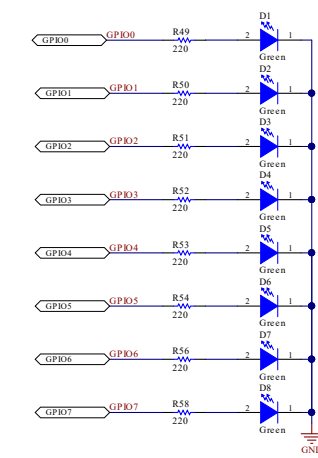 D1
R49
GPIO0
GPIO0
2
1
220
Green
D2
R50
GPIO1
GPIO1
2
1
220
Green
D3
R51
GPIO2
GPIO2
2
1
220
Green
D4
R52
GPIO3
GPIO3
2
1
220
Green
D5
R53
GPIO4
GPIO4
2
1
220
Green
D6
R54
GPIO5
GPIO5
2
1
220
Green
D7
R56
GPIO6
GPIO6
2
1
220
Green
D8
R58
GPIO7
GPIO7
2
1
220
Green